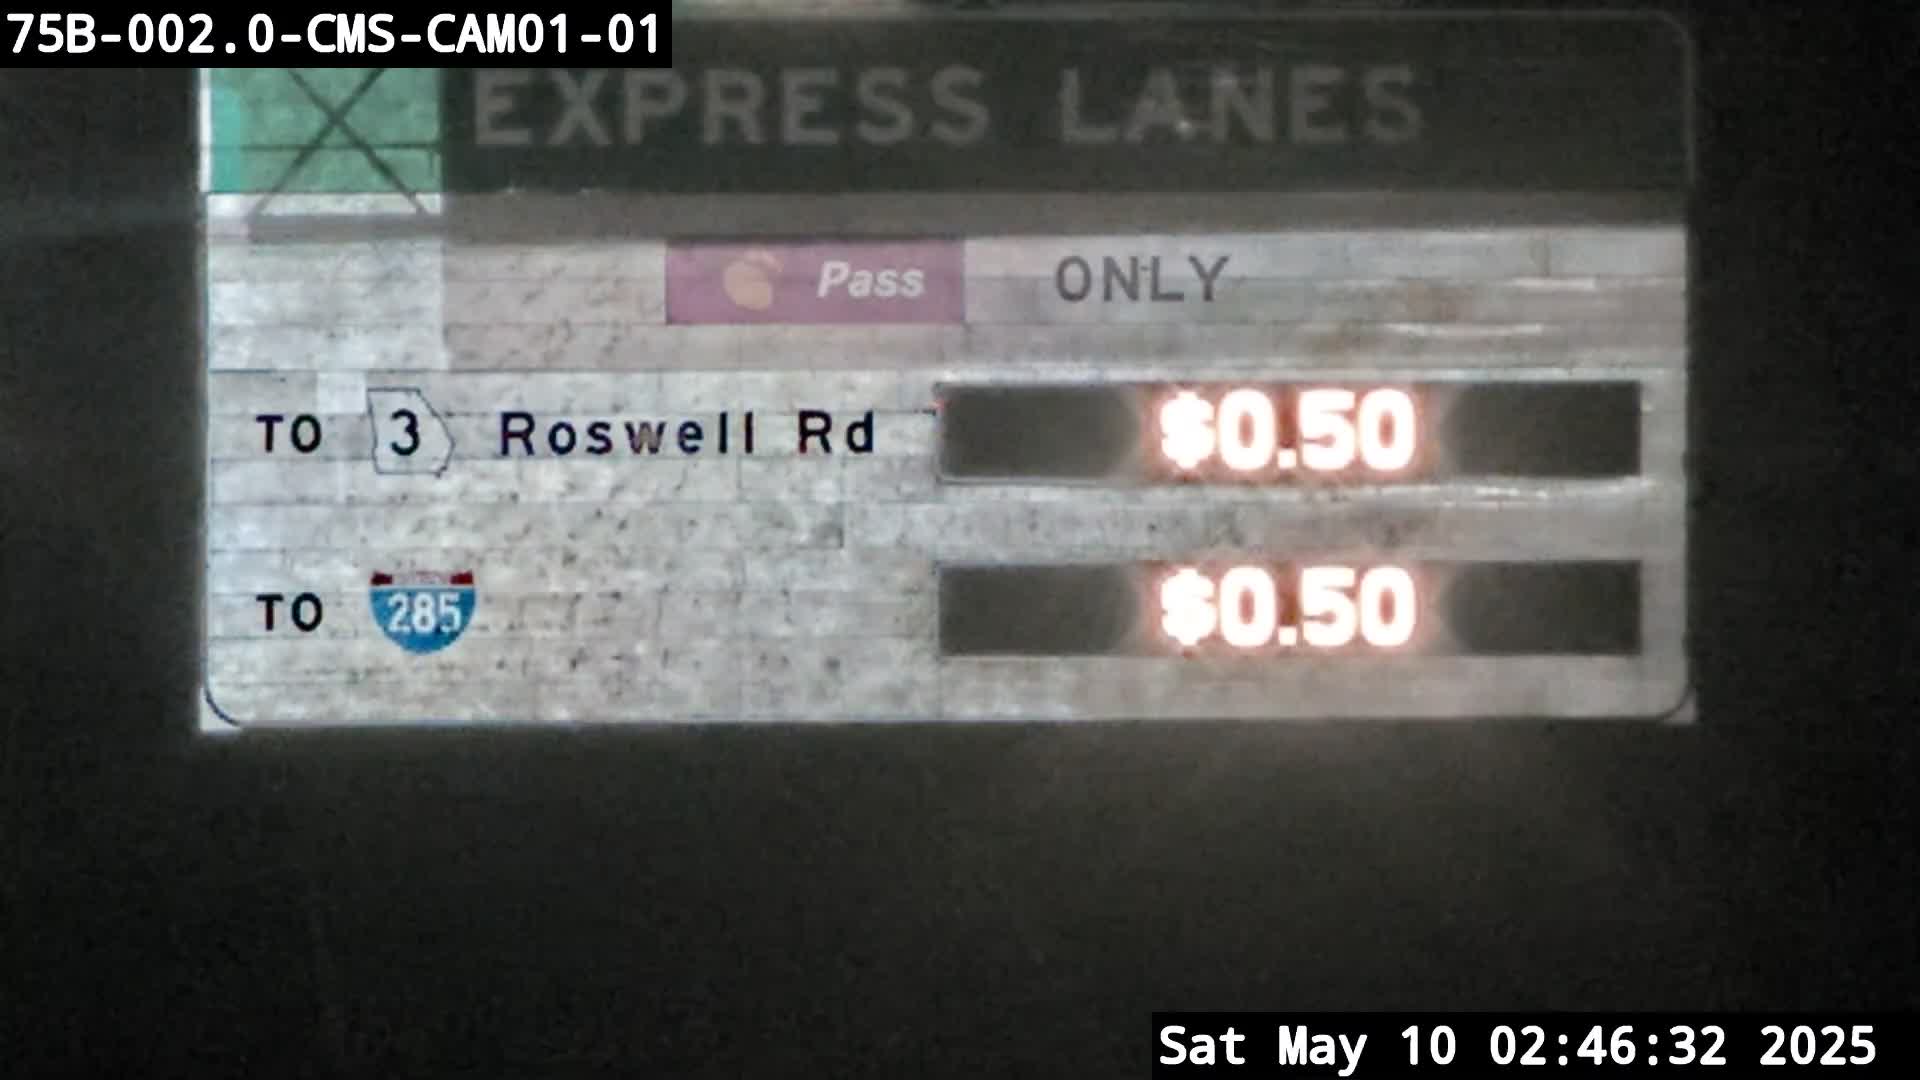 75B-002.0-CMS-CAM01-01
EXPRESS LANES
Pass ONLY
TO 3 Roswell Rd $0.50
TO 285 $0.50
Sat May 10 02:46:32 2025